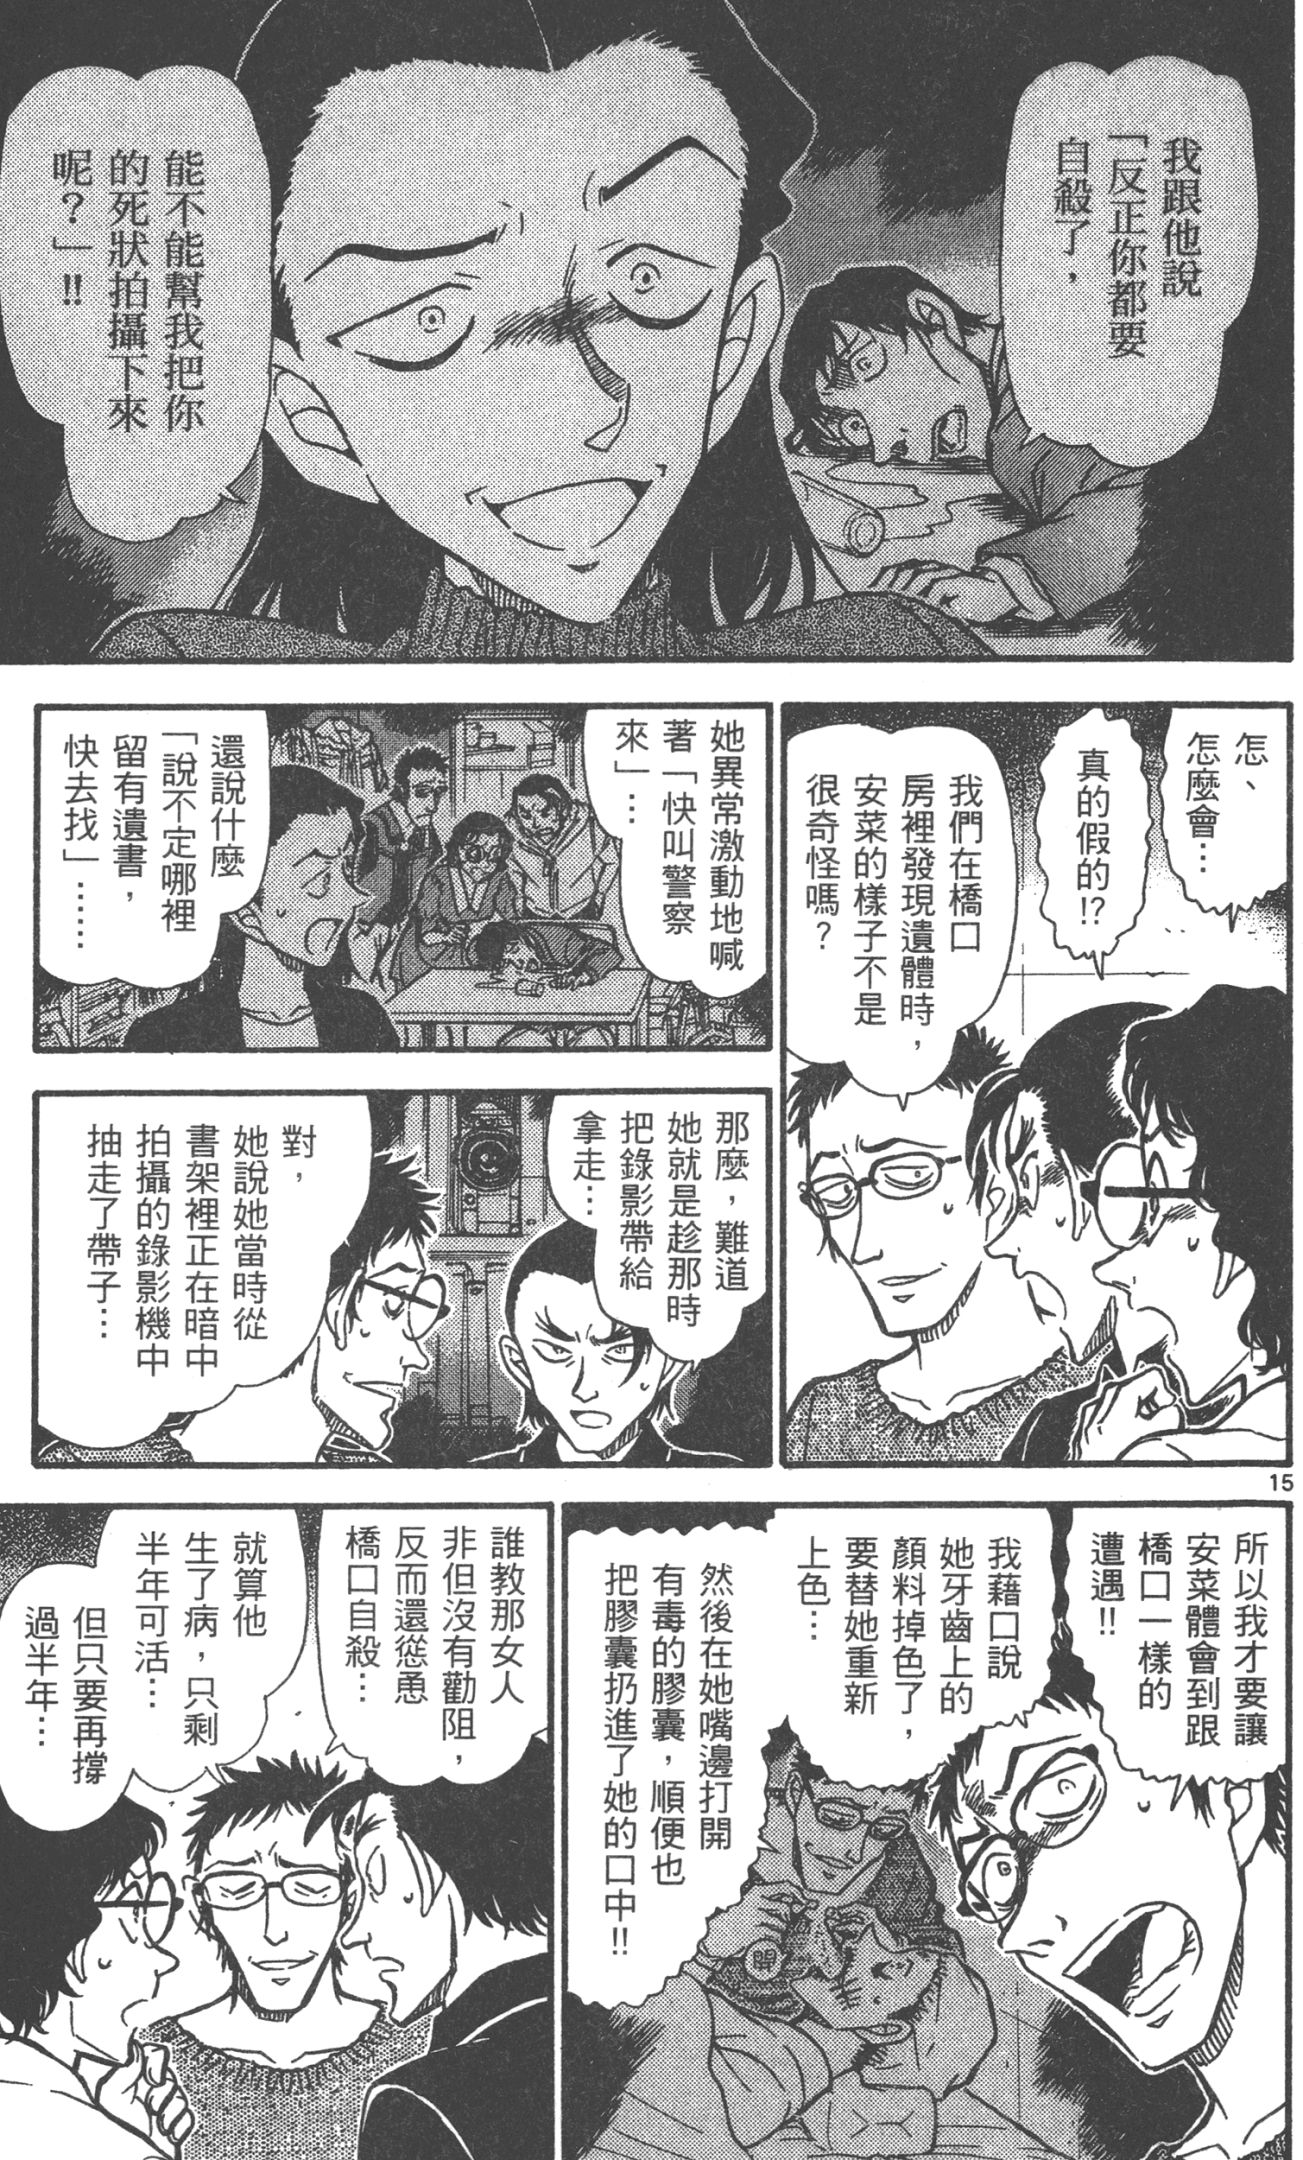 我跟他說
「反正你都要
自殺了，
能不能幫我把你
的死狀拍攝下來
呢？」!!
怎、
怎麼會…
真的假的!?
我們在橋口
房裡發現遺體時，
安菜的樣子不是
很奇怪嗎？
她異常激動地喊
著「快叫警察
來」…
還說什麼
「說不定哪裡
留有遺書，
快去找」……
那麼，難道
她就是趁那時
把錄影帶給
拿走…
對，
她說她當時從
書架裡正在暗中
拍攝的錄影機中
抽走了帶子…
15
所以我才要讓
安菜體會到跟
橋口一樣的
遭遇!!
我藉口說
她牙齒上的
顏料掉色了，
要替她重新
上色…
然後在她嘴邊打開
有毒的膠囊，順便也
把膠囊扔進了她的口中!!
開
誰教那女人
非但沒有勸阻，
反而還慫恿
橋口自殺…
就算他
生了病，只剩
半年可活…
但只要再撐
過半年…